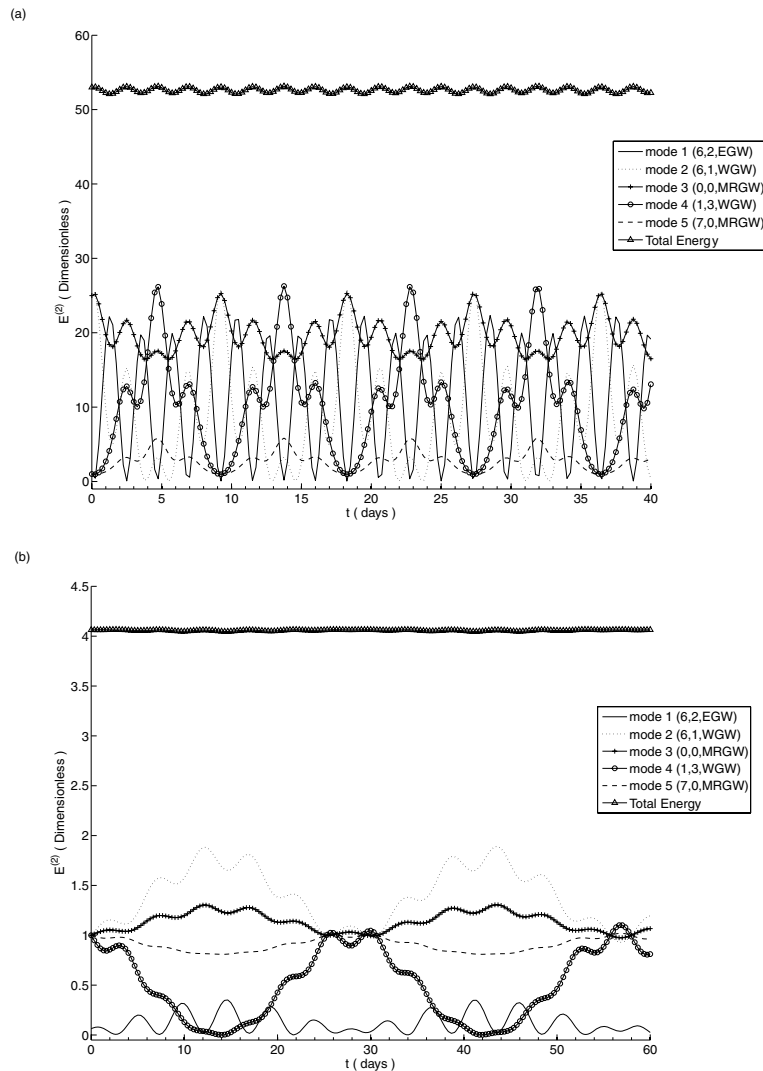 (a)
60
50
40
30
20
10
0
E(2) ( Dimensionless )
0 5 10 15 20 25 30 35 40
t ( days )
mode 1 (6,2,EGW)
mode 2 (6,1,WGW)
mode 3 (0,0,MRGW)
mode 4 (1,3,WGW)
mode 5 (7,0,MRGW)
Total Energy
(b)
4.5
4
3.5
3
2.5
2
1.5
1
0.5
0
E(2) ( Dimensionless )
0 10 20 30 40 50 60
t ( days )
mode 1 (6,2,EGW)
mode 2 (6,1,WGW)
mode 3 (0,0,MRGW)
mode 4 (1,3,WGW)
mode 5 (7,0,MRGW)
Total Energy